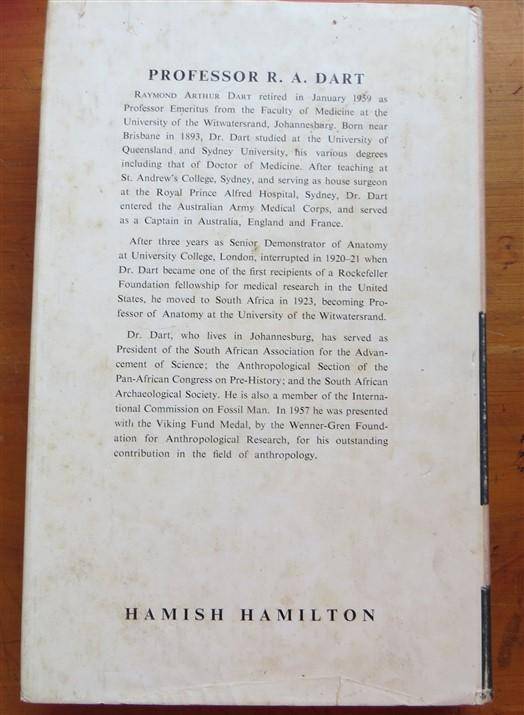 PROFESSOR R. A. DART
RAYMOND ARTHUR DART retired in January 1959 as
Professor Emeritus from the Faculty of Medicine at the
University of the Witwatersrand, Johannesburg. Born near
Brisbane in 1893, Dr. Dart studied at the University of
Queensland and Sydney University, his various degrees
including that of Doctor of Medicine. After teaching at
St. Andrew's College, Sydney, and serving as house surgeon
at the Royal Prince Alfred Hospital, Sydney, Dr. Dart
entered the Australian Army Medical Corps, and served
as a Captain in Australia, England and France.
After three years as Senior Demonstrator of Anatomy
at University College, London, interrupted in 1920–21 when
Dr. Dart became one of the first recipients of a Rockefeller
Foundation fellowship for medical research in the United
States, he moved to South Africa in 1923, becoming Pro-
fessor of Anatomy at the University of the Witwatersrand.
Dr. Dart, who lives in Johannesburg, has served as
President of the South African Association for the Advan-
cement of Science; the Anthropological Section of the
Pan-African Congress on Pre-History; and the South African
Archaeological Society. He is also a member of the Interna-
tional Commission on Fossil Man. In 1957 he was presented
with the Viking Fund Medal, by the Wenner-Gren Found-
ation for Anthropological Research, for his outstanding
contribution in the field of anthropology.
HAMISH HAMILTON